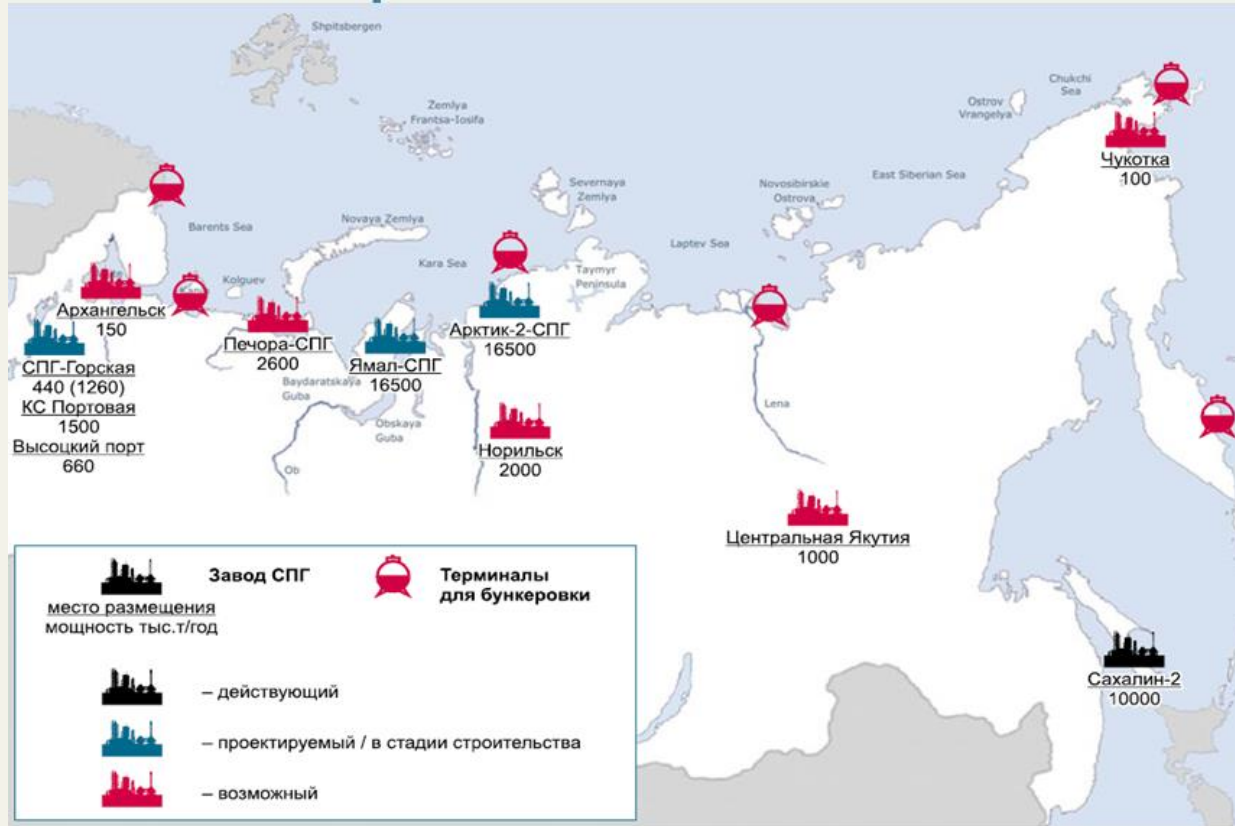 Shpitsbergen
Zemlya
Frantsa-Iosifa
Severnaya
Zemlya
Novosibirskie
Ostrova
East Siberian Sea
Ostrov
Vrangelya
Chukchi
Sea
Чукотка
100
Barents Sea
Novaya Zemlya
Kara Sea
Laptev Sea
Taymyr
Peninsula
Kolguev
Архангельск
150
СПГ-Горская
440 (1260)
КС Портовая
1500
Высоцкий порт
660
Печора-СПГ
2600
Ямал-СПГ
16500
Арктик-2-СПГ
16500
Baydaratskaya
Guba
Obskaya
Guba
Ob
Lena
Норильск
2000
Центральная Якутия
1000
Сахалин-2
10000
Завод СПГ
место размещения
мощность тыс.т/год
Терминалы
для бункеровки
– действующий
– проектируемый / в стадии строительства
– возможный